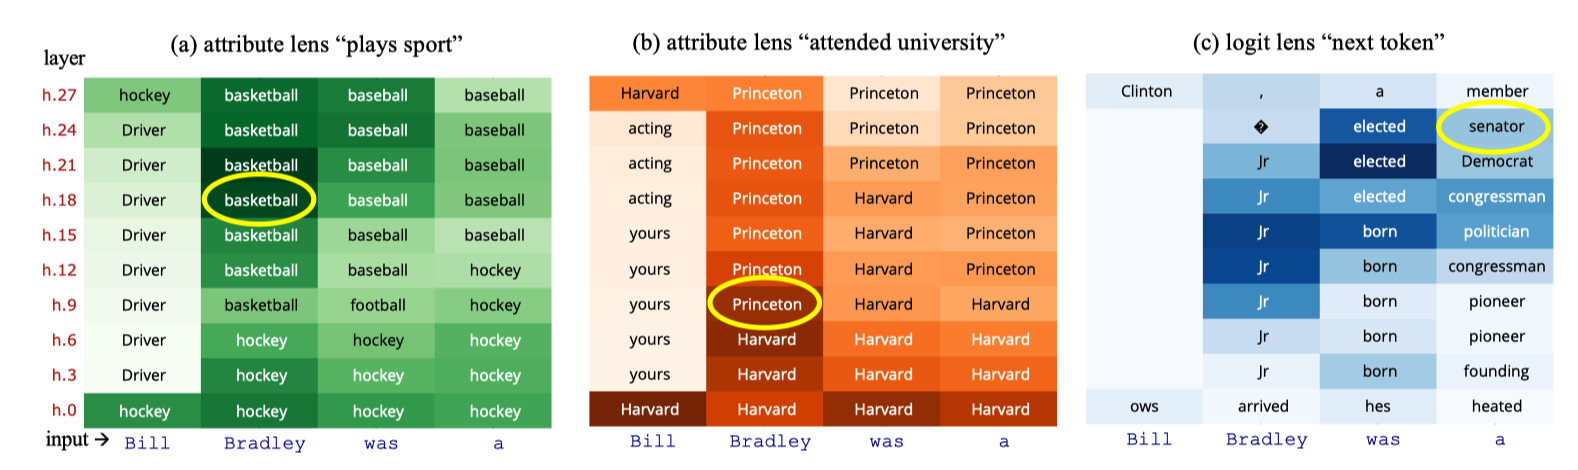 (a) attribute lens “plays sport” (b) attribute lens “attended university” (c) logit lens “next token”
layer
h.27 hockey basketball baseball baseball Harvard Princeton Princeton Princeton Clinton , a member
h.24 Driver basketball baseball baseball acting Princeton Princeton Princeton � elected senator
h.21 Driver basketball baseball baseball acting Princeton Princeton Princeton Jr elected Democrat
h.18 Driver basketball baseball baseball acting Princeton Harvard Princeton Jr elected congressman
h.15 Driver basketball baseball baseball yours Princeton Harvard Princeton Jr born politician
h.12 Driver basketball baseball hockey yours Princeton Harvard Princeton Jr born congressman
h.9 Driver basketball football hockey yours Princeton Harvard Harvard Jr born pioneer
h.6 Driver hockey hockey hockey yours Harvard Harvard Harvard Jr born pioneer
h.3 Driver hockey hockey hockey yours Harvard Harvard Harvard Jr born founding
h.0 hockey hockey hockey hockey Harvard Harvard Harvard Harvard ows arrived hes heated
input → Bill Bradley was a Bill Bradley was a Bill Bradley was a